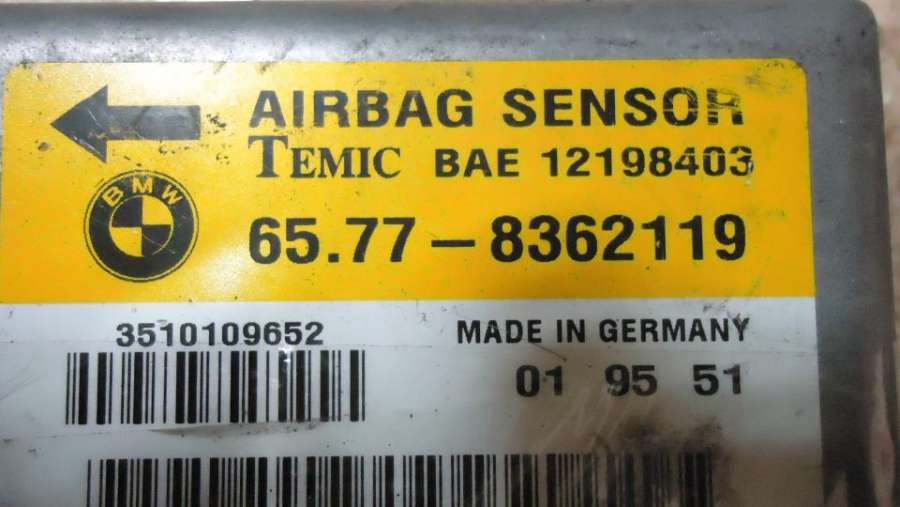 AIRBAG SENSOR
TEMIC BAE 12198403
BMW
65.77 – 8362119
3510109652 MADE IN GERMANY
01 95 51